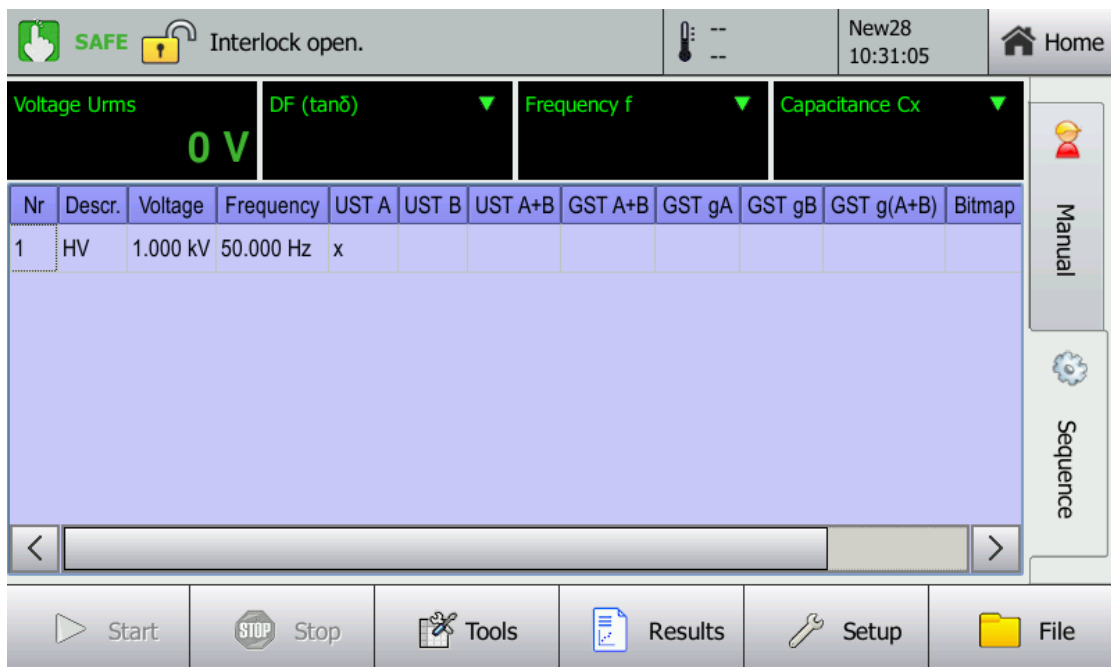 SAFE Interlock open. -- New28 Home
-- 10:31:05
Voltage Urms DF (tanδ) Frequency f Capacitance Cx
0 V
Nr Descr. Voltage Frequency UST A UST B UST A+B GST A+B GST gA GST gB GST g(A+B) Bitmap
1 HV 1.000 kV 50.000 Hz x
Manual
Sequence
Start STOP Stop Tools Results Setup File